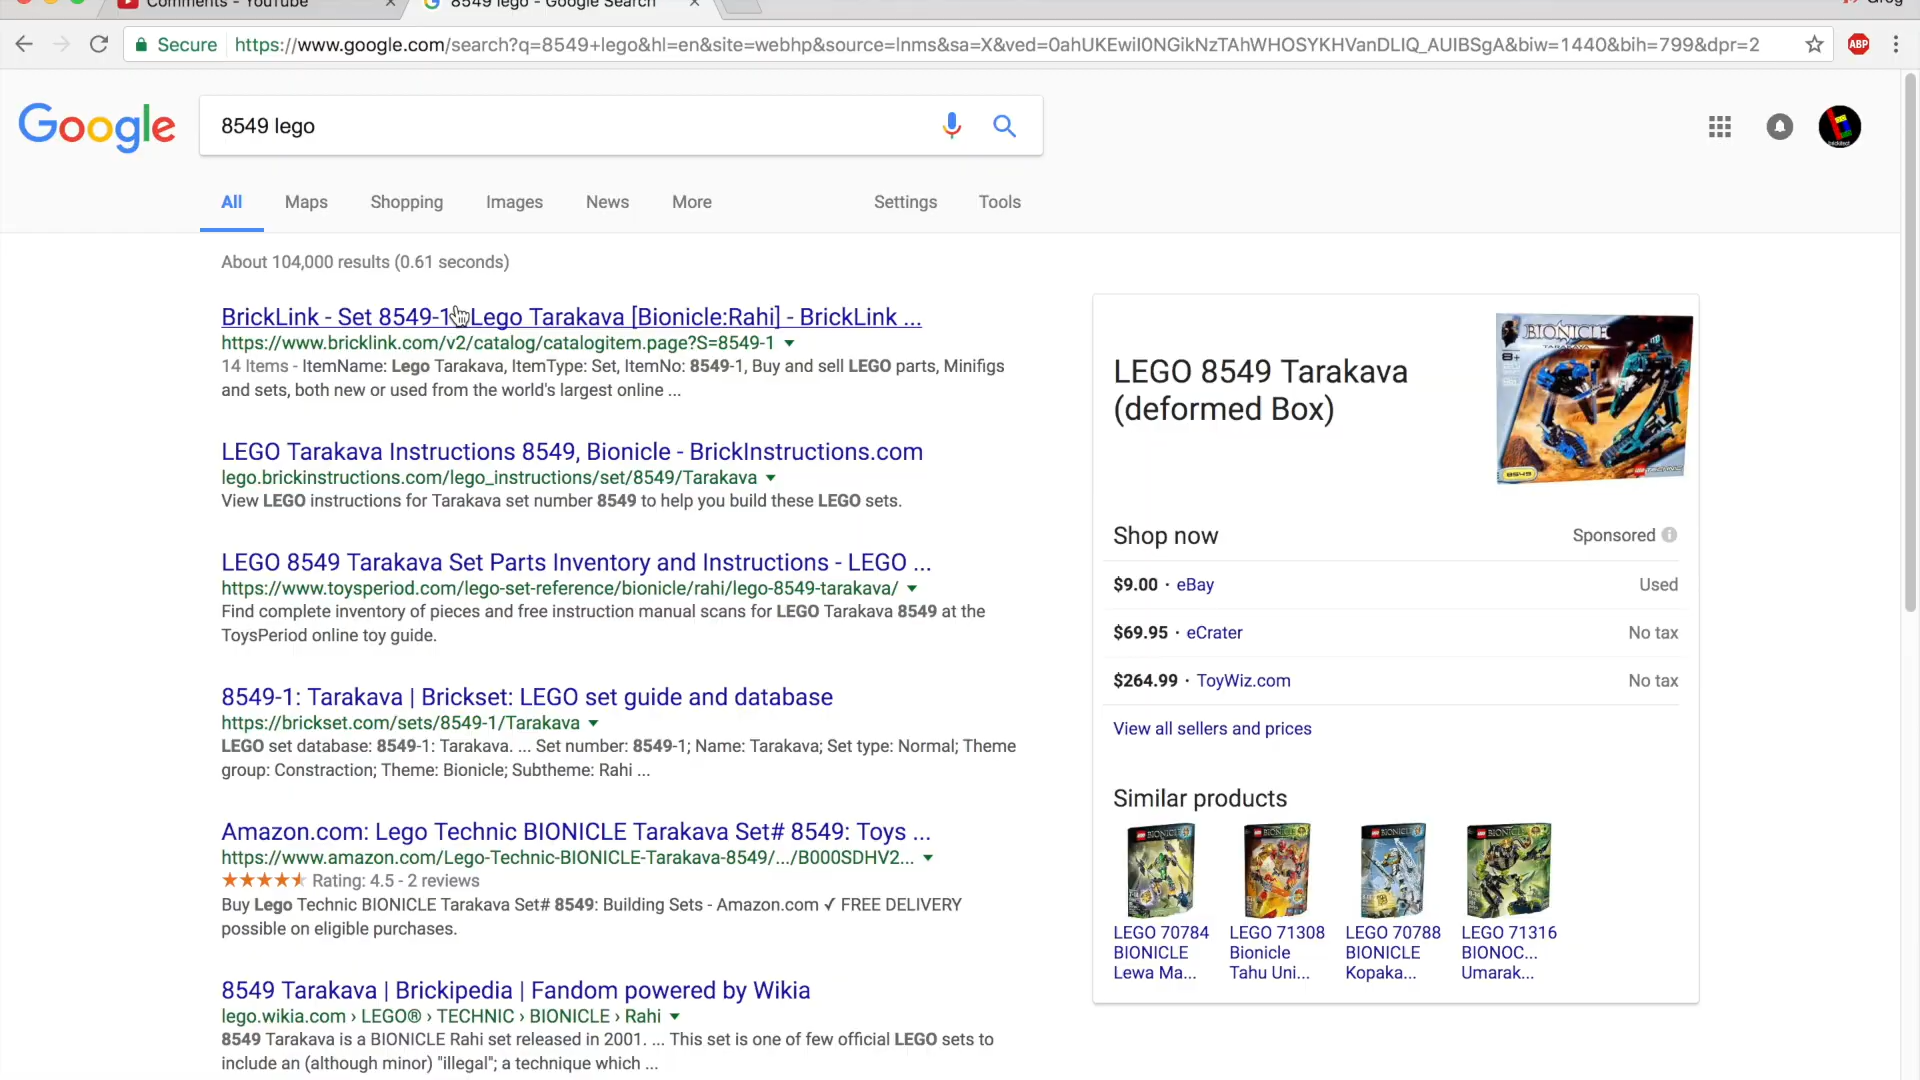 Comments - YouTube
8549 lego - Google Search
Greg
Secure
https://www.google.com/search?q=8549+lego&hl=en&site=webhp&source=lnms&sa=X&ved=0ahUKEwiI0NGikNzTAhWHOSYKHVanDLIQ_AUIBSgA&biw=1440&bih=799&dpr=2
ABP
Google
8549 lego
All Maps Shopping Images News More Settings Tools
About 104,000 results (0.61 seconds)
BrickLink - Set 8549-1 Lego Tarakava [Bionicle:Rahi] - BrickLink ...
https://www.bricklink.com/v2/catalog/catalogitem.page?S=8549-1
14 Items - ItemName: Lego Tarakava, ItemType: Set, ItemNo: 8549-1, Buy and sell LEGO parts, Minifigs
and sets, both new or used from the world's largest online ...
LEGO Tarakava Instructions 8549, Bionicle - BrickInstructions.com
lego.brickinstructions.com/lego_instructions/set/8549/Tarakava
View LEGO instructions for Tarakava set number 8549 to help you build these LEGO sets.
LEGO 8549 Tarakava Set Parts Inventory and Instructions - LEGO ...
https://www.toysperiod.com/lego-set-reference/bionicle/rahi/lego-8549-tarakava/
Find complete inventory of pieces and free instruction manual scans for LEGO Tarakava 8549 at the
ToysPeriod online toy guide.
8549-1: Tarakava | Brickset: LEGO set guide and database
https://brickset.com/sets/8549-1/Tarakava
LEGO set database: 8549-1: Tarakava. ... Set number: 8549-1; Name: Tarakava; Set type: Normal; Theme
group: Constraction; Theme: Bionicle; Subtheme: Rahi ...
Amazon.com: Lego Technic BIONICLE Tarakava Set# 8549: Toys ...
https://www.amazon.com/Lego-Technic-BIONICLE-Tarakava-8549/.../B000SDHV2...
Rating: 4.5 - 2 reviews
Buy Lego Technic BIONICLE Tarakava Set# 8549: Building Sets - Amazon.com ✓ FREE DELIVERY
possible on eligible purchases.
8549 Tarakava | Brickipedia | Fandom powered by Wikia
lego.wikia.com › LEGO® › TECHNIC › BIONICLE › Rahi
8549 Tarakava is a BIONICLE Rahi set released in 2001. ... This set is one of few official LEGO sets to
include an (although minor) "illegal"; a technique which ...
LEGO 8549 Tarakava
(deformed Box)
BIONICLE
TARAKAVA
8+
8549
Shop now Sponsored
$9.00 · eBay Used
$69.95 · eCrater No tax
$264.99 · ToyWiz.com No tax
View all sellers and prices
Similar products
BIONICLE BIONICLE BIONICLE BIONICLE
LEGO 70784 LEGO 71308 LEGO 70788 LEGO 71316
BIONICLE Bionicle BIONICLE BIONOC...
Lewa Ma... Tahu Uni... Kopaka... Umarak...